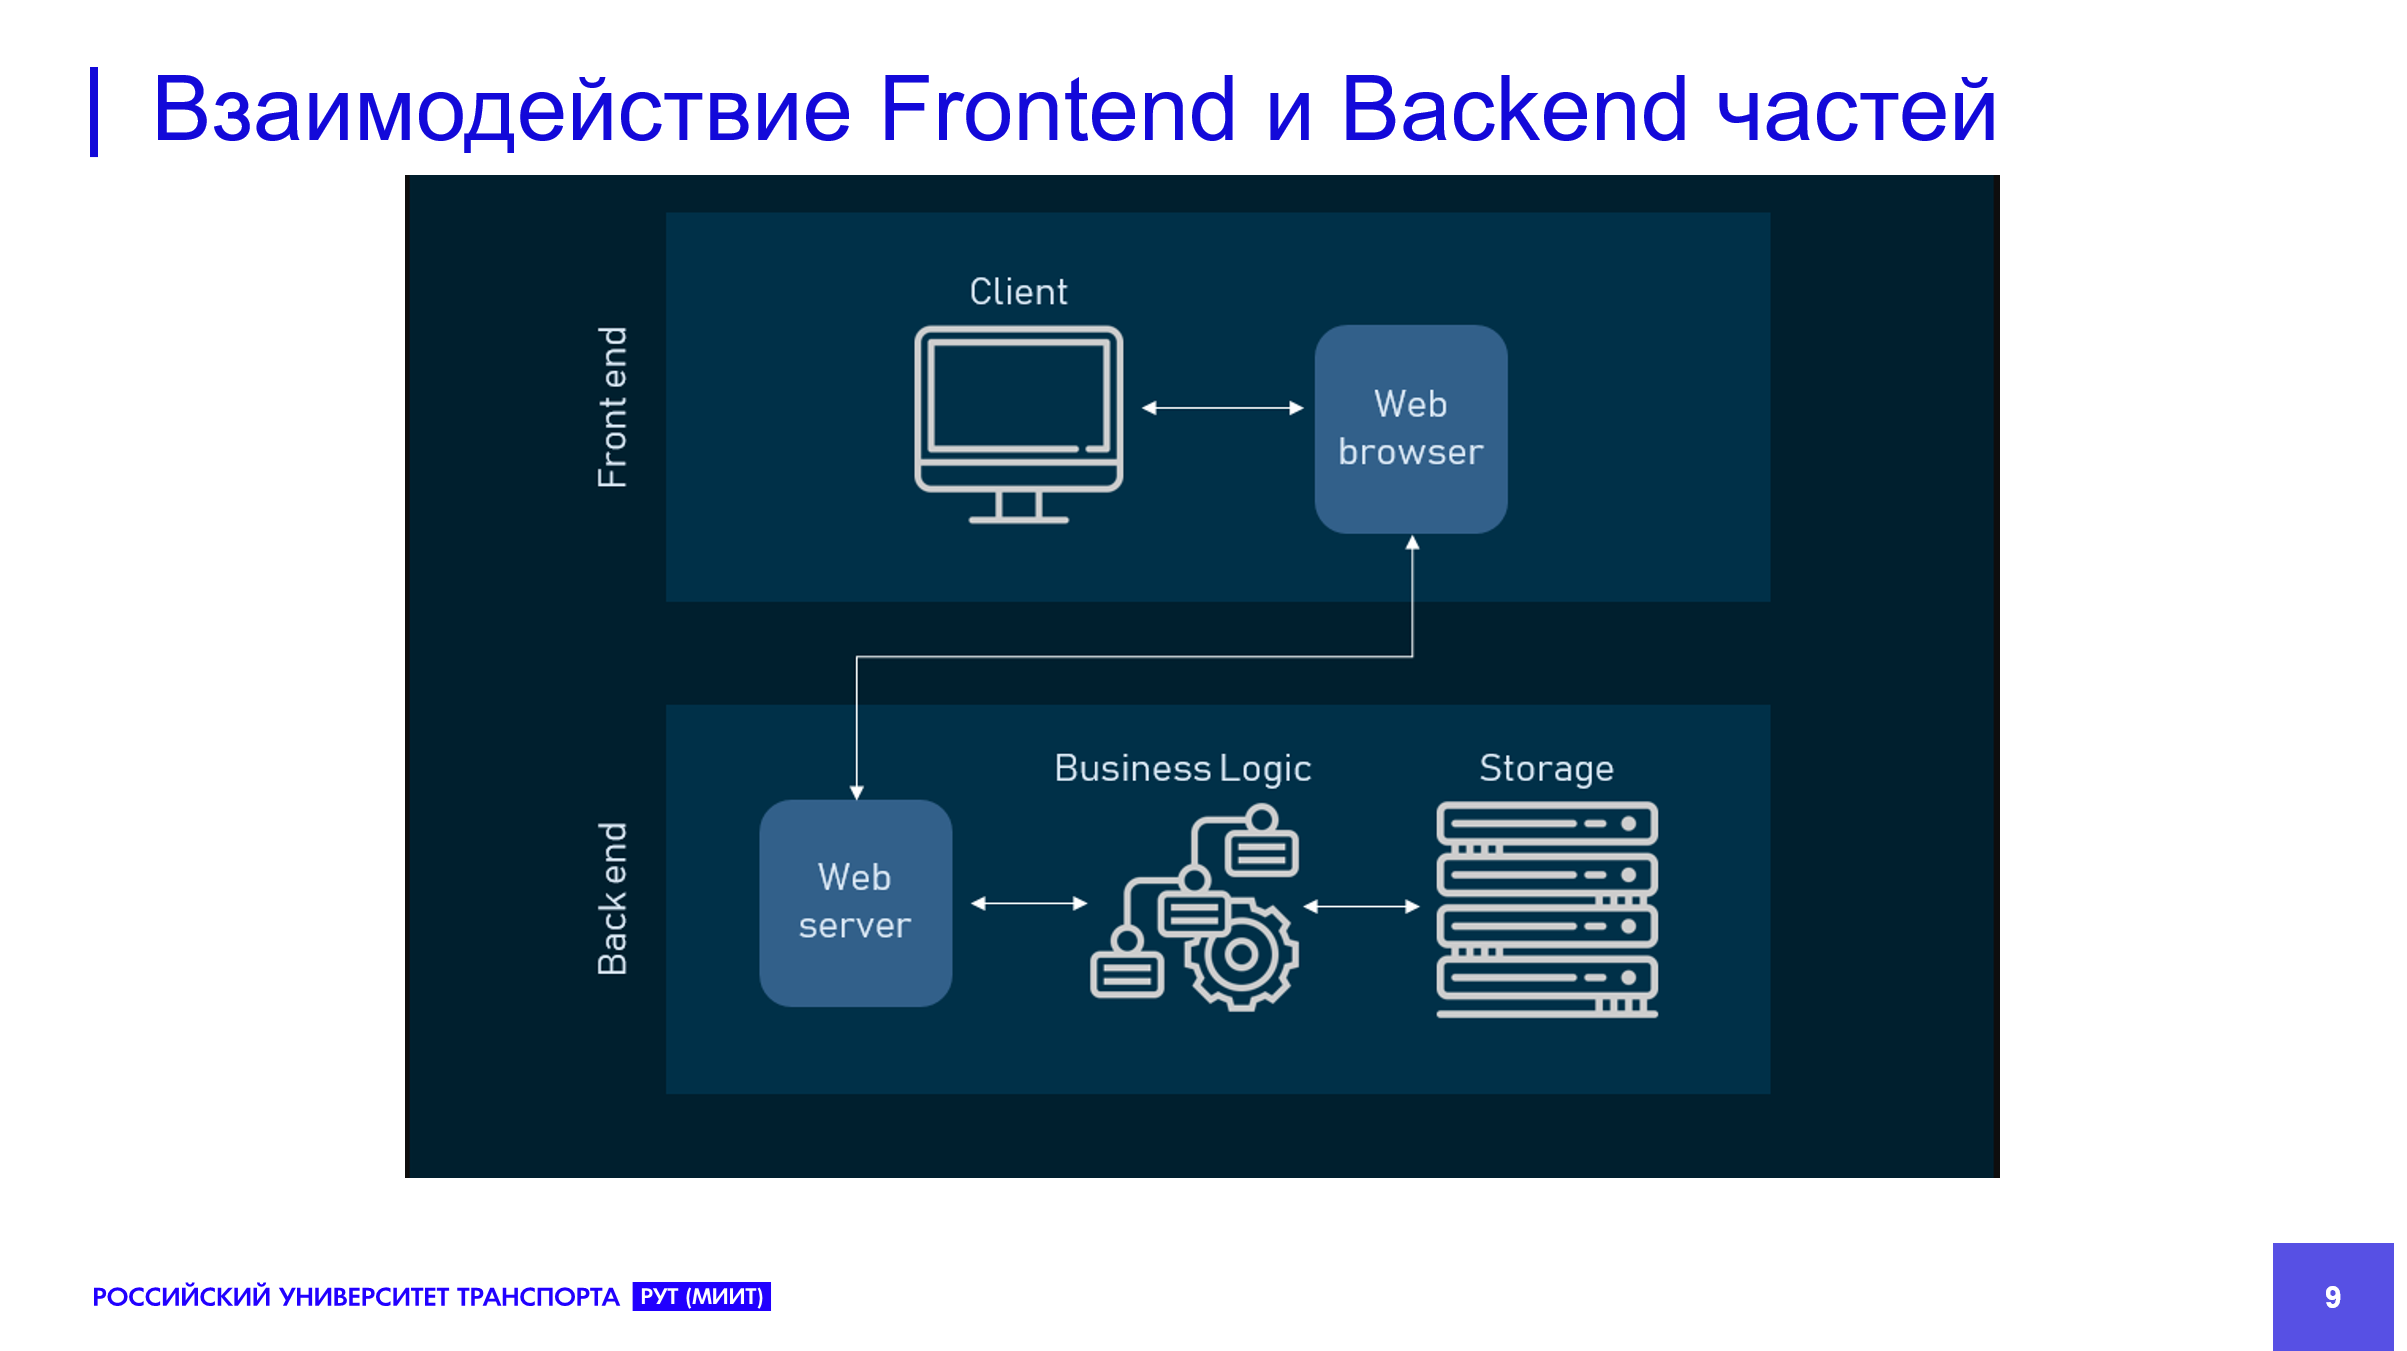 Взаимодействие Frontend и Backend частей
Front end
Client
Web
browser
Back end
Web
server
Business Logic
Storage
РОССИЙСКИЙ УНИВЕРСИТЕТ ТРАНСПОРТА РУТ (МИИТ)
9